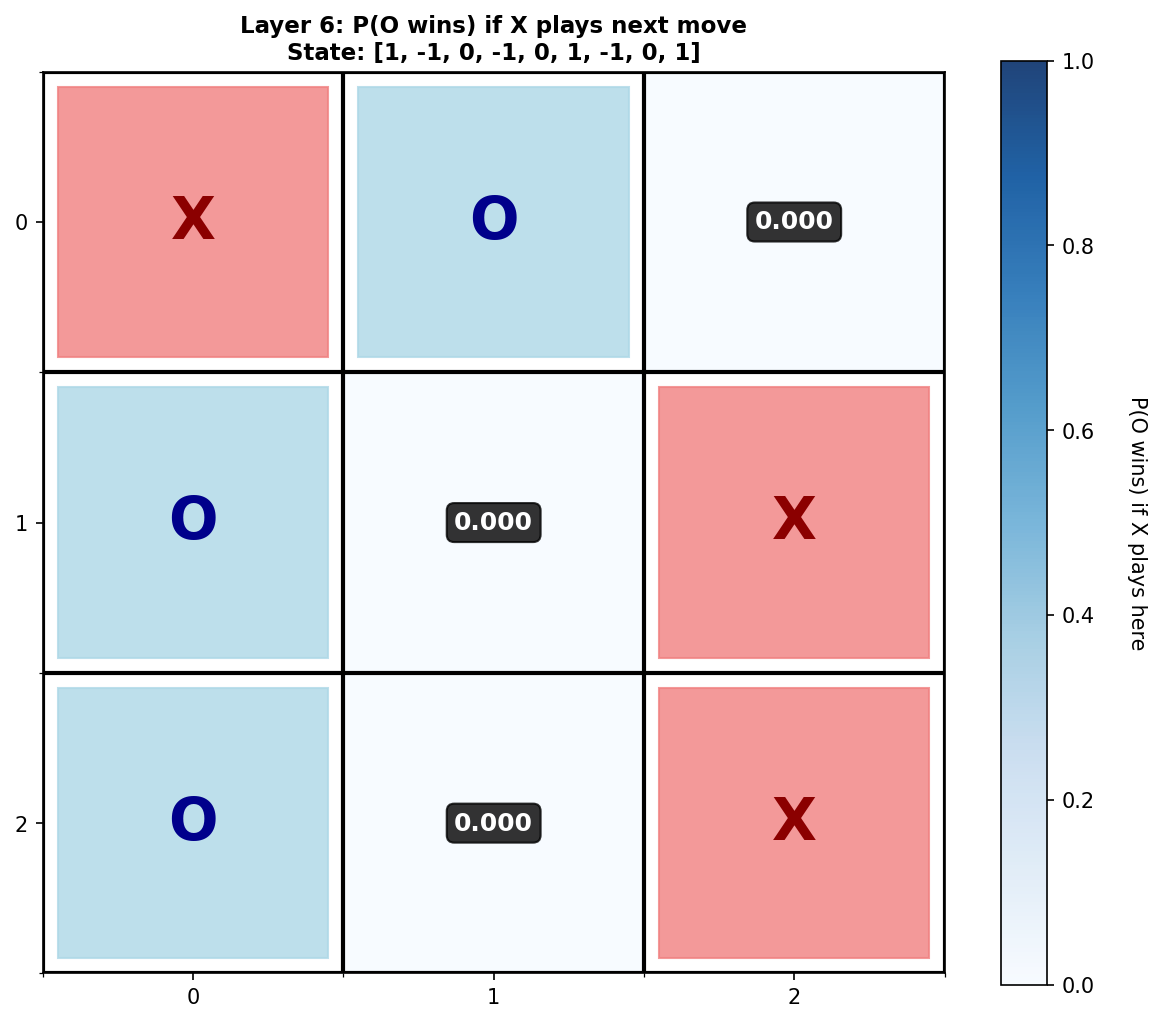 Layer 6: P(O wins) if X plays next move
State: [1, -1, 0, -1, 0, 1, -1, 0, 1]
0
X
O
0.000
1
O
0.000
X
2
O
0.000
X
0
1
2
1.0
0.8
0.6
0.4
0.2
0.0
P(O wins) if X plays here